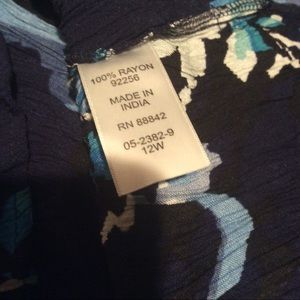 100% RAYON
92256
MADE IN
INDIA
RN 88842
05-2382-9
12W